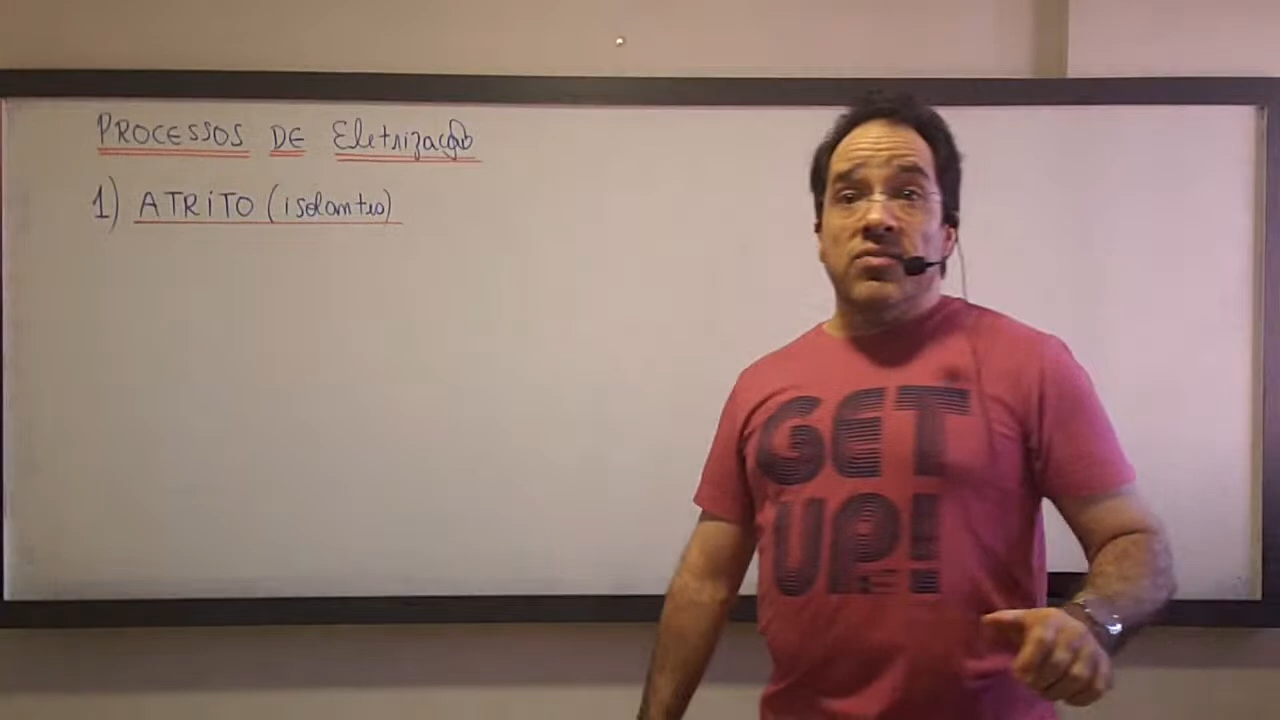 PROCESSOS DE Eletrização
1) ATRITO (isolantes)
GET
UP!